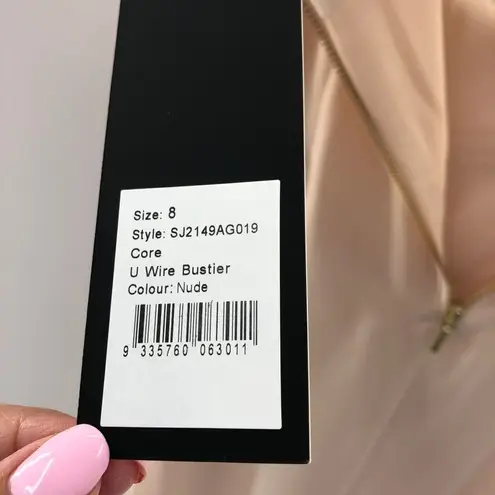 Size: 8
Style: SJ2149AG019
Core
U Wire Bustier
Colour: Nude
9 335760 063011